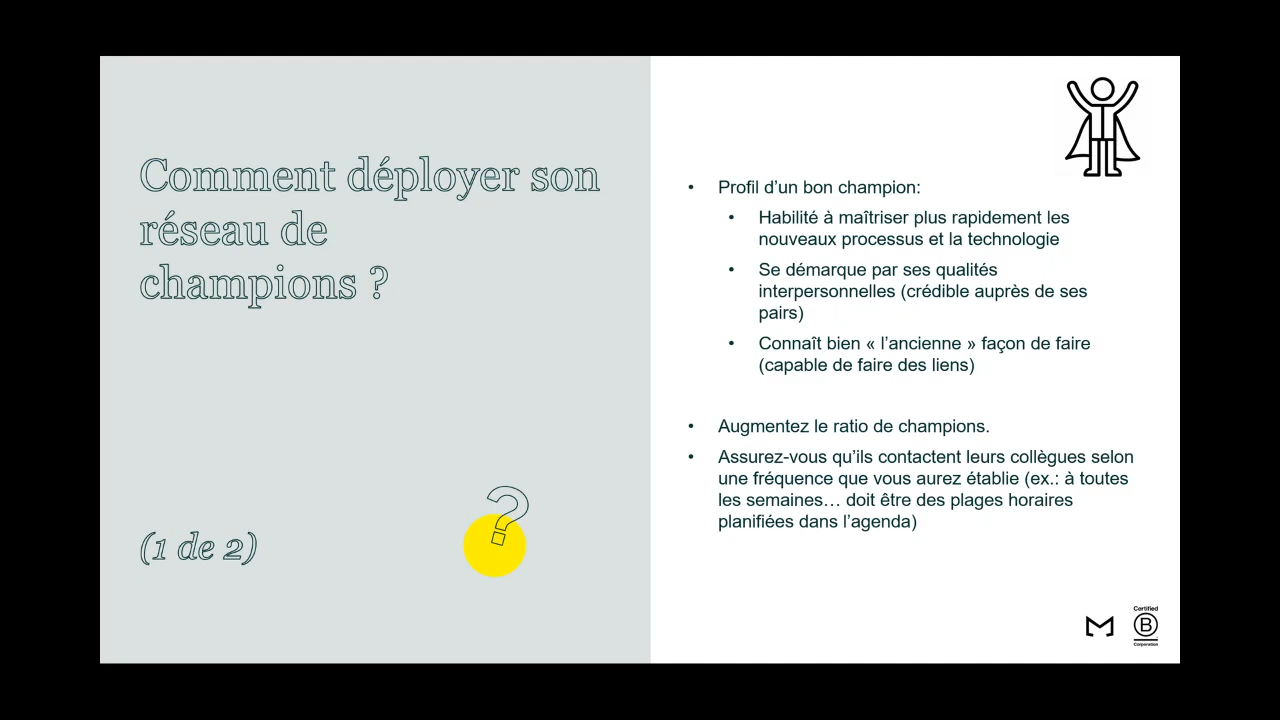 Comment déployer son
réseau de
champions ?
(1 de 2)
?
• Profil d’un bon champion:
• Habilité à maîtriser plus rapidement les
nouveaux processus et la technologie
• Se démarque par ses qualités
interpersonnelles (crédible auprès de ses
pairs)
• Connaît bien « l’ancienne » façon de faire
(capable de faire des liens)
• Augmentez le ratio de champions.
• Assurez-vous qu’ils contactent leurs collègues selon
une fréquence que vous aurez établie (ex.: à toutes
les semaines… doit être des plages horaires
planifiées dans l’agenda)
Certified
B
Corporation